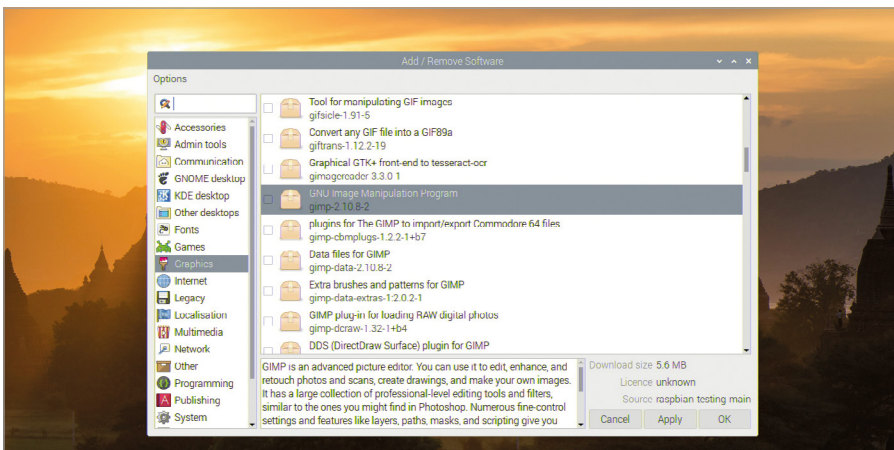 Add / Remove Software
Options
Accessories
Admin tools
Communication
GNOME desktop
KDE desktop
Other desktops
Fonts
Games
Graphics
Internet
Legacy
Localisation
Multimedia
Network
Other
Programming
Publishing
System
Tool for manipulating GIF images
gifsicle-1.91-5
Convert any GIF file into a GIF89a
giftrans-1.12.2-19
Graphical GTK+ front-end to tesseract-ocr
gimagereader 3.3.0 1
GNU Image Manipulation Program
gimp-2.10.8-2
plugins for The GIMP to import/export Commodore 64 files
gimp-cbmplugs-1.2.2-1+b7
Data files for GIMP
gimp-data-2.10.8-2
Extra brushes and patterns for GIMP
gimp-data-extras-1:2.0.2-1
GIMP plug-in for loading RAW digital photos
gimp-dcraw-1.32-1+b4
DDS (DirectDraw Surface) plugin for GIMP
GIMP is an advanced picture editor. You can use it to edit, enhance, and
retouch photos and scans, create drawings, and make your own images.
It has a large collection of professional-level editing tools and filters,
similar to the ones you might find in Photoshop. Numerous fine-control
settings and features like layers, paths, masks, and scripting give you
Download size 5.6 MB
Licence unknown
Source raspbian testing main
Cancel Apply OK